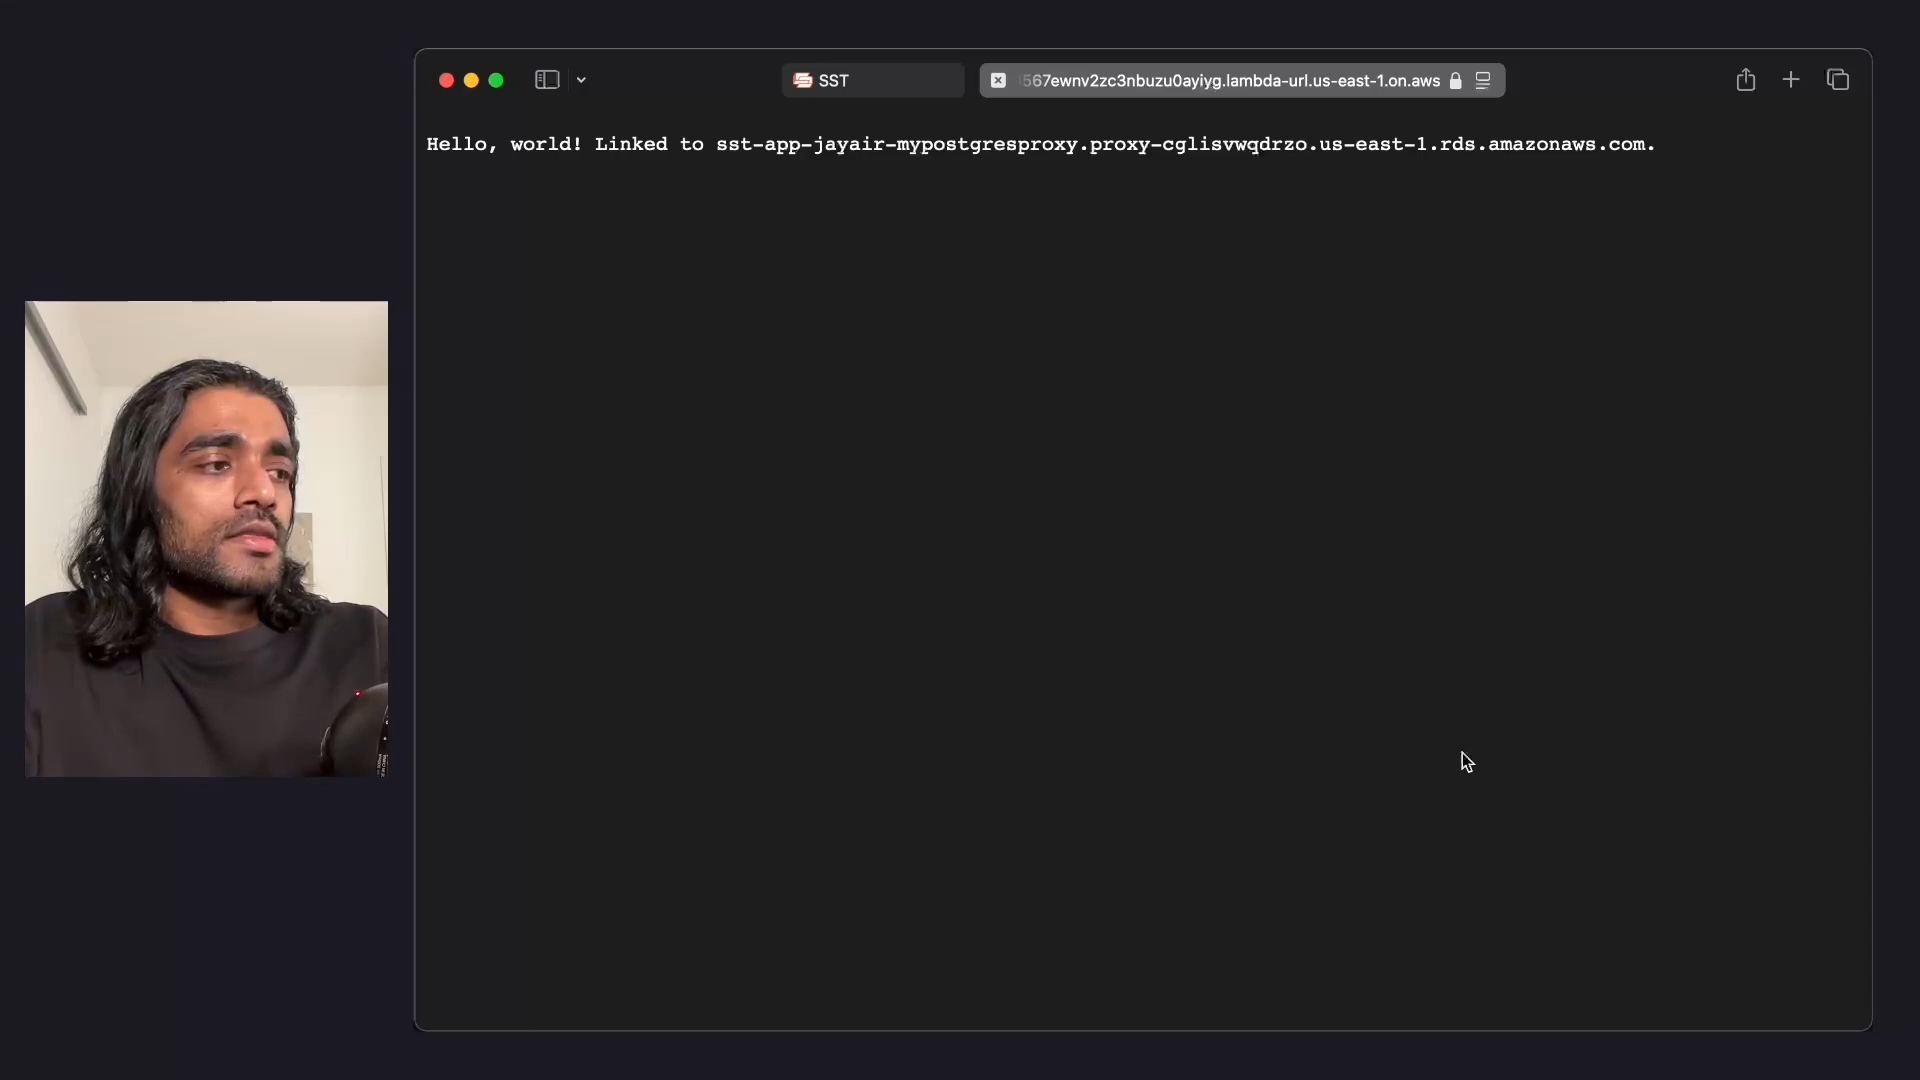 SST
567ewnv2zc3nbuzu0ayiyg.lambda-url.us-east-1.on.aws
Hello, world! Linked to sst-app-jayair-mypostgresproxy.proxy-cglisvwqdrzo.us-east-1.rds.amazonaws.com.